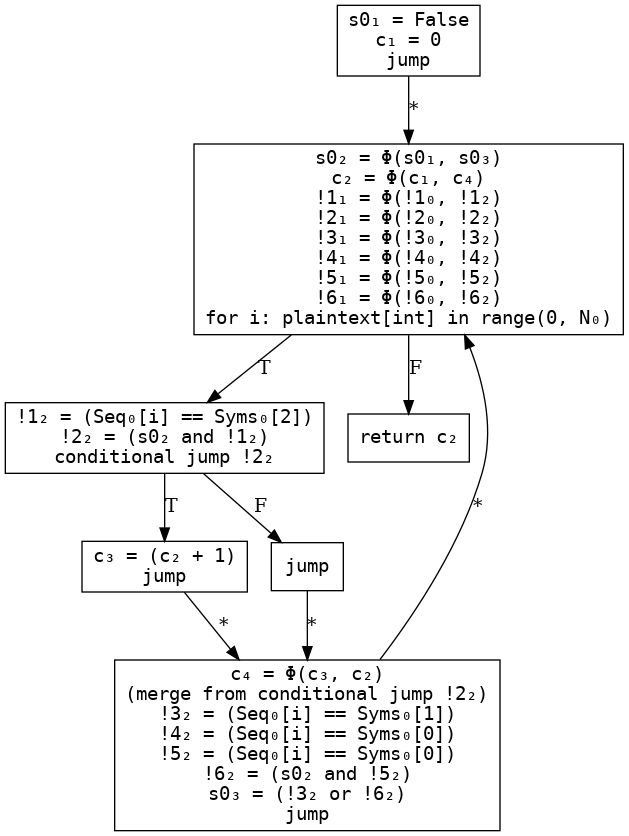 s0₁ = False
c₁ = 0
jump
*
s0₂ = Φ(s0₁, s0₃)
c₂ = Φ(c₁, c₄)
!1₁ = Φ(!1₀, !1₂)
!2₁ = Φ(!2₀, !2₂)
!3₁ = Φ(!3₀, !3₂)
!4₁ = Φ(!4₀, !4₂)
!5₁ = Φ(!5₀, !5₂)
!6₁ = Φ(!6₀, !6₂)
for i: plaintext[int] in range(0, N₀)
T
F
!1₂ = (Seq₀[i] == Syms₀[2])
!2₂ = (s0₂ and !1₂)
conditional jump !2₂
return c₂
T
F
*
c₃ = (c₂ + 1)
jump
jump
*
*
c₄ = Φ(c₃, c₂)
(merge from conditional jump !2₂)
!3₂ = (Seq₀[i] == Syms₀[1])
!4₂ = (Seq₀[i] == Syms₀[0])
!5₂ = (Seq₀[i] == Syms₀[0])
!6₂ = (s0₂ and !5₂)
s0₃ = (!3₂ or !6₂)
jump